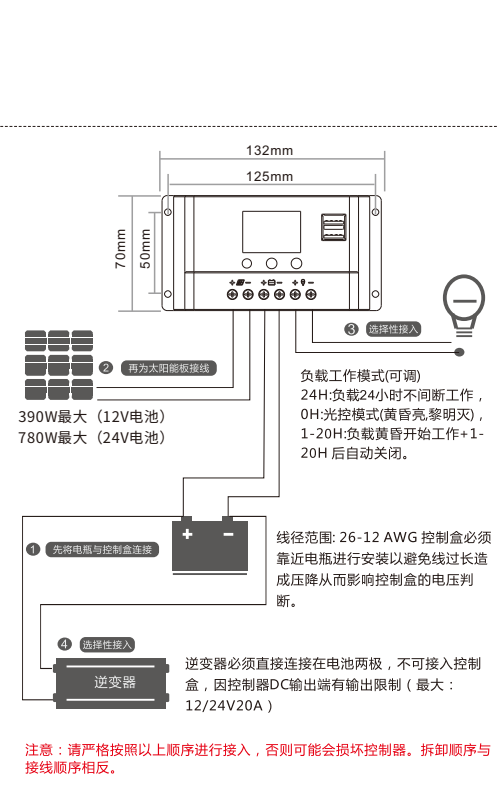 132mm
125mm
70mm
50mm
3 选择性接入
2 再为太阳能板接线
390W最大（12V电池）
780W最大（24V电池）
负载工作模式(可调)
24H:负载24小时不间断工作，
0H:光控模式(黄昏亮,黎明灭)，
1-20H:负载黄昏开始工作+1-
20H 后自动关闭。
1 先将电瓶与控制盒连接
线径范围: 26-12 AWG 控制盒必须
靠近电瓶进行安装以避免线过长造
成压降从而影响控制盒的电压判
断。
4 选择性接入
逆变器
逆变器必须直接连接在电池两极，不可接入控制
盒，因控制器DC输出端有输出限制（最大：
12/24V20A）
注意：请严格按照以上顺序进行接入，否则可能会损坏控制器。拆卸顺序与
接线顺序相反。